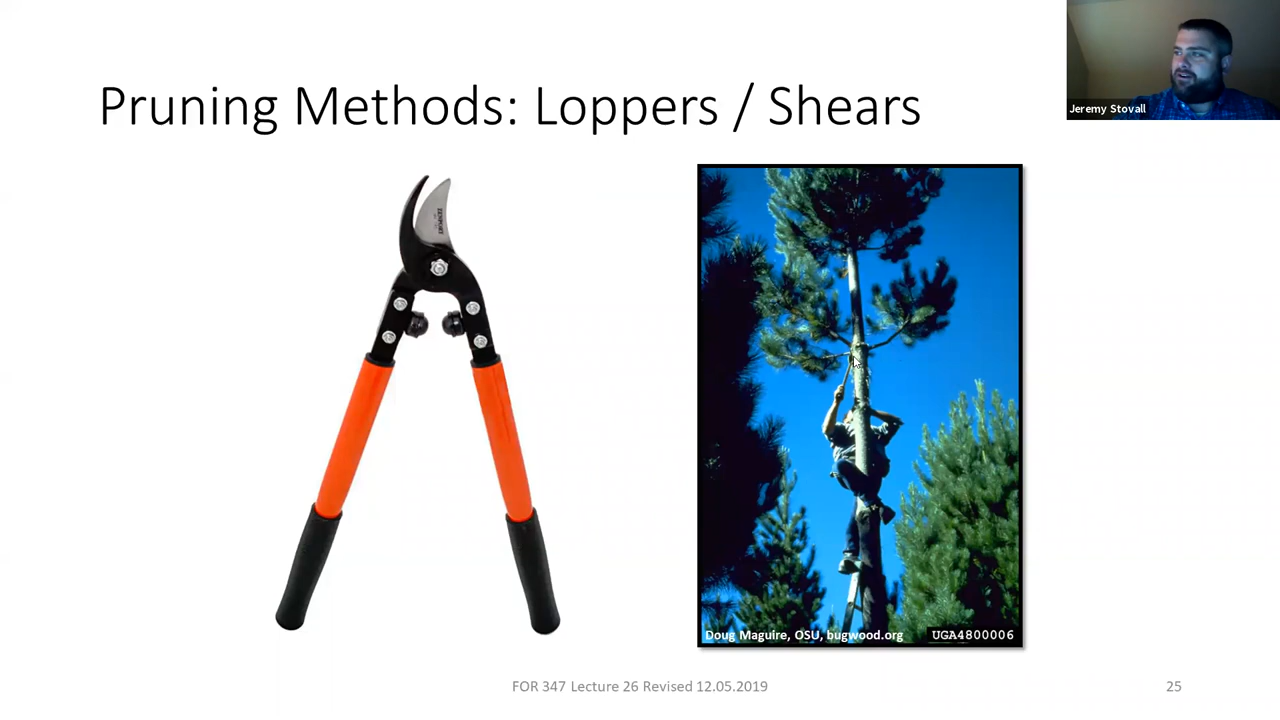 Jeremy Stovall
Pruning Methods: Loppers / Shears
Doug Maguire, OSU, bugwood.org
UGA4800006
FOR 347 Lecture 26 Revised 12.05.2019
25